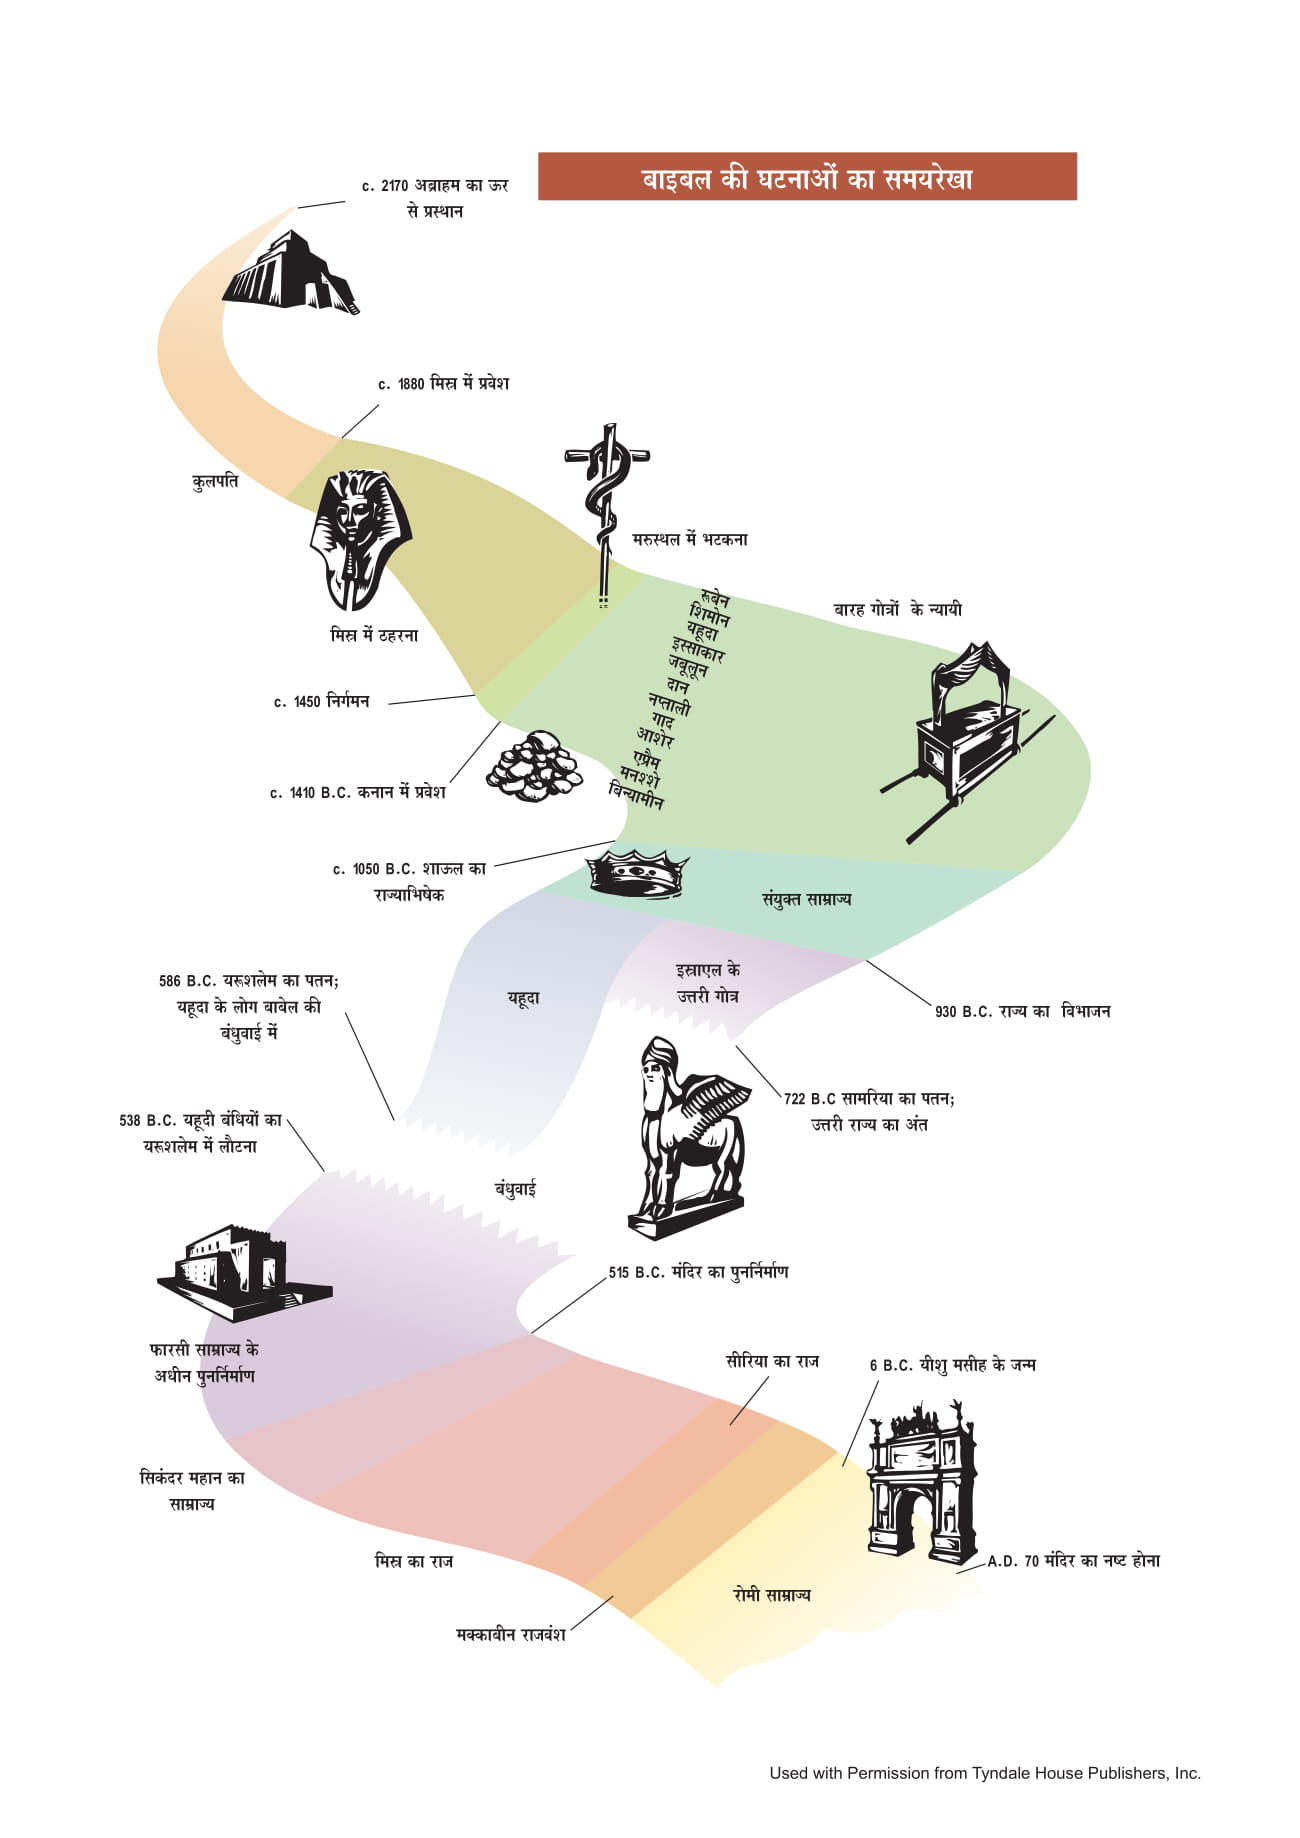 बाइबल की घटनाओं का समयरेखा
c. 2170 अब्राहम का ऊर
से प्रस्थान
c. 1880 मिस्र में प्रवेश
कुलपति
मरुस्थल में भटकना
रूबेन
शिमोन
यहूदा
इस्साकार
जबूलून
दान
नप्ताली
गाद
आशेर
एप्रैम
मनश्शे
बिन्यामीन
बारह गोत्रों के न्यायी
मिस्र में ठहरना
c. 1450 निर्गमन
c. 1410 B.C. कनान में प्रवेश
c. 1050 B.C. शाऊल का
राज्याभिषेक
संयुक्त साम्राज्य
586 B.C. यरूशलेम का पतन;
यहूदा के लोग बाबेल की
बंधुवाई में
यहूदा
इस्राएल के
उत्तरी गोत्र
930 B.C. राज्य का विभाजन
722 B.C सामरिया का पतन;
उत्तरी राज्य का अंत
538 B.C. यहूदी बंधियों का
यरूशलेम में लौटना
बंधुवाई
515 B.C. मंदिर का पुनर्निर्माण
फारसी साम्राज्य के
अधीन पुनर्निर्माण
सीरिया का राज
6 B.C. यीशु मसीह के जन्म
सिकंदर महान का
साम्राज्य
मिस्र का राज
A.D. 70 मंदिर का नष्ट होना
रोमी साम्राज्य
मक्काबीन राजवंश
Used with Permission from Tyndale House Publishers, Inc.